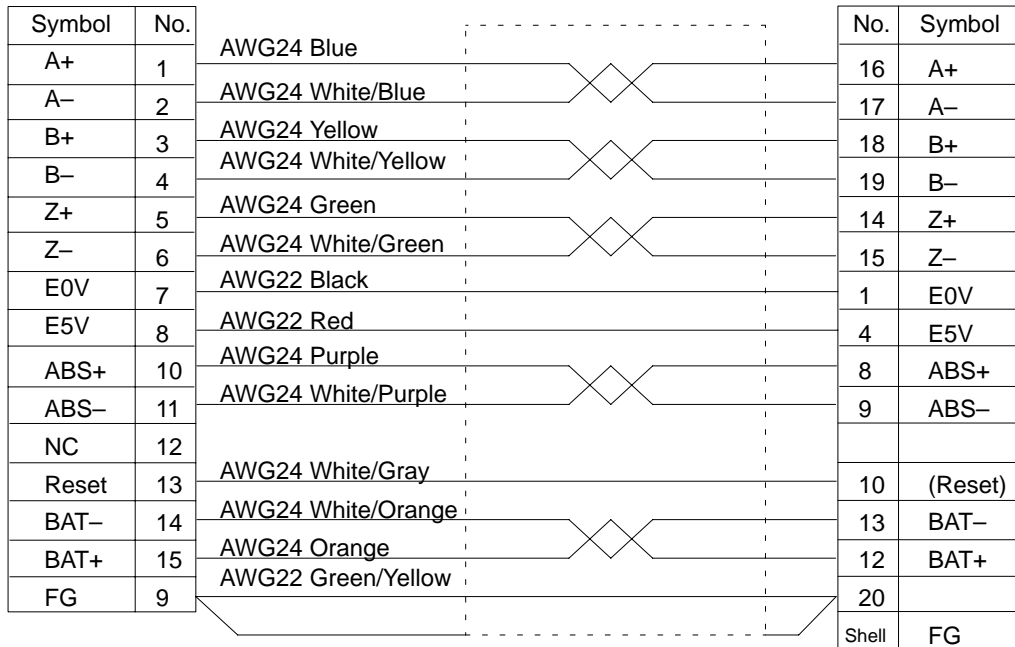 Symbol No. No. Symbol
A+ 1 AWG24 Blue 16 A+
A– 2 AWG24 White/Blue 17 A–
B+ 3 AWG24 Yellow 18 B+
B– 4 AWG24 White/Yellow 19 B–
Z+ 5 AWG24 Green 14 Z+
Z– 6 AWG24 White/Green 15 Z–
E0V 7 AWG22 Black 1 E0V
E5V 8 AWG22 Red 4 E5V
ABS+ 10 AWG24 Purple 8 ABS+
ABS– 11 AWG24 White/Purple 9 ABS–
NC 12
Reset 13 AWG24 White/Gray 10 (Reset)
BAT– 14 AWG24 White/Orange 13 BAT–
BAT+ 15 AWG24 Orange 12 BAT+
FG 9 AWG22 Green/Yellow 20
Shell FG